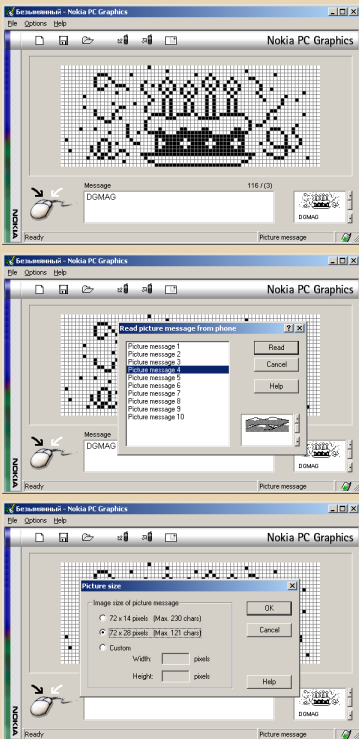 Безымянный - Nokia PC Graphics
File Options Help
Nokia PC Graphics
Message
116 / (3)
DGMAG
DGMAG
NOKIA
Ready
Picture message
Безымянный - Nokia PC Graphics
File Options Help
Nokia PC Graphics
Read picture message from phone
Picture message 1
Picture message 2
Picture message 3
Picture message 4
Picture message 5
Picture message 6
Picture message 7
Picture message 8
Picture message 9
Picture message 10
Read
Cancel
Help
Message
DGMAG
DGMAG
NOKIA
Ready
Picture message
Безымянный - Nokia PC Graphics
File Options Help
Nokia PC Graphics
Picture size
Image size of picture message
72 x 14 pixels (Max. 230 chars)
72 x 28 pixels (Max. 121 chars)
Custom
Width: pixels
Height: pixels
OK
Cancel
Help
DGMAG
NOKIA
Ready
Picture message